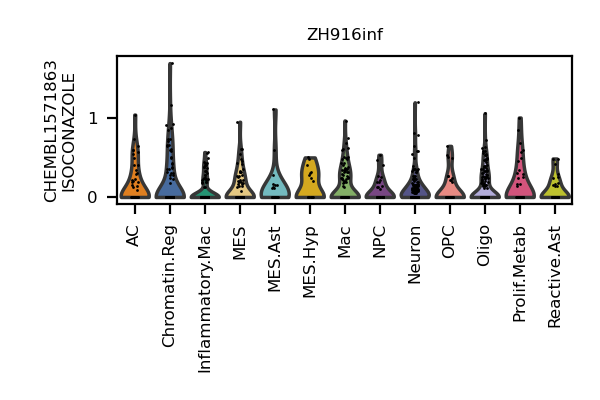 ZH916inf
CHEMBL1571863
ISOCONAZOLE
1
0
AC
Chromatin.Reg
Inflammatory.Mac
MES
MES.Ast
MES.Hyp
Mac
NPC
Neuron
OPC
Oligo
Prolif.Metab
Reactive.Ast